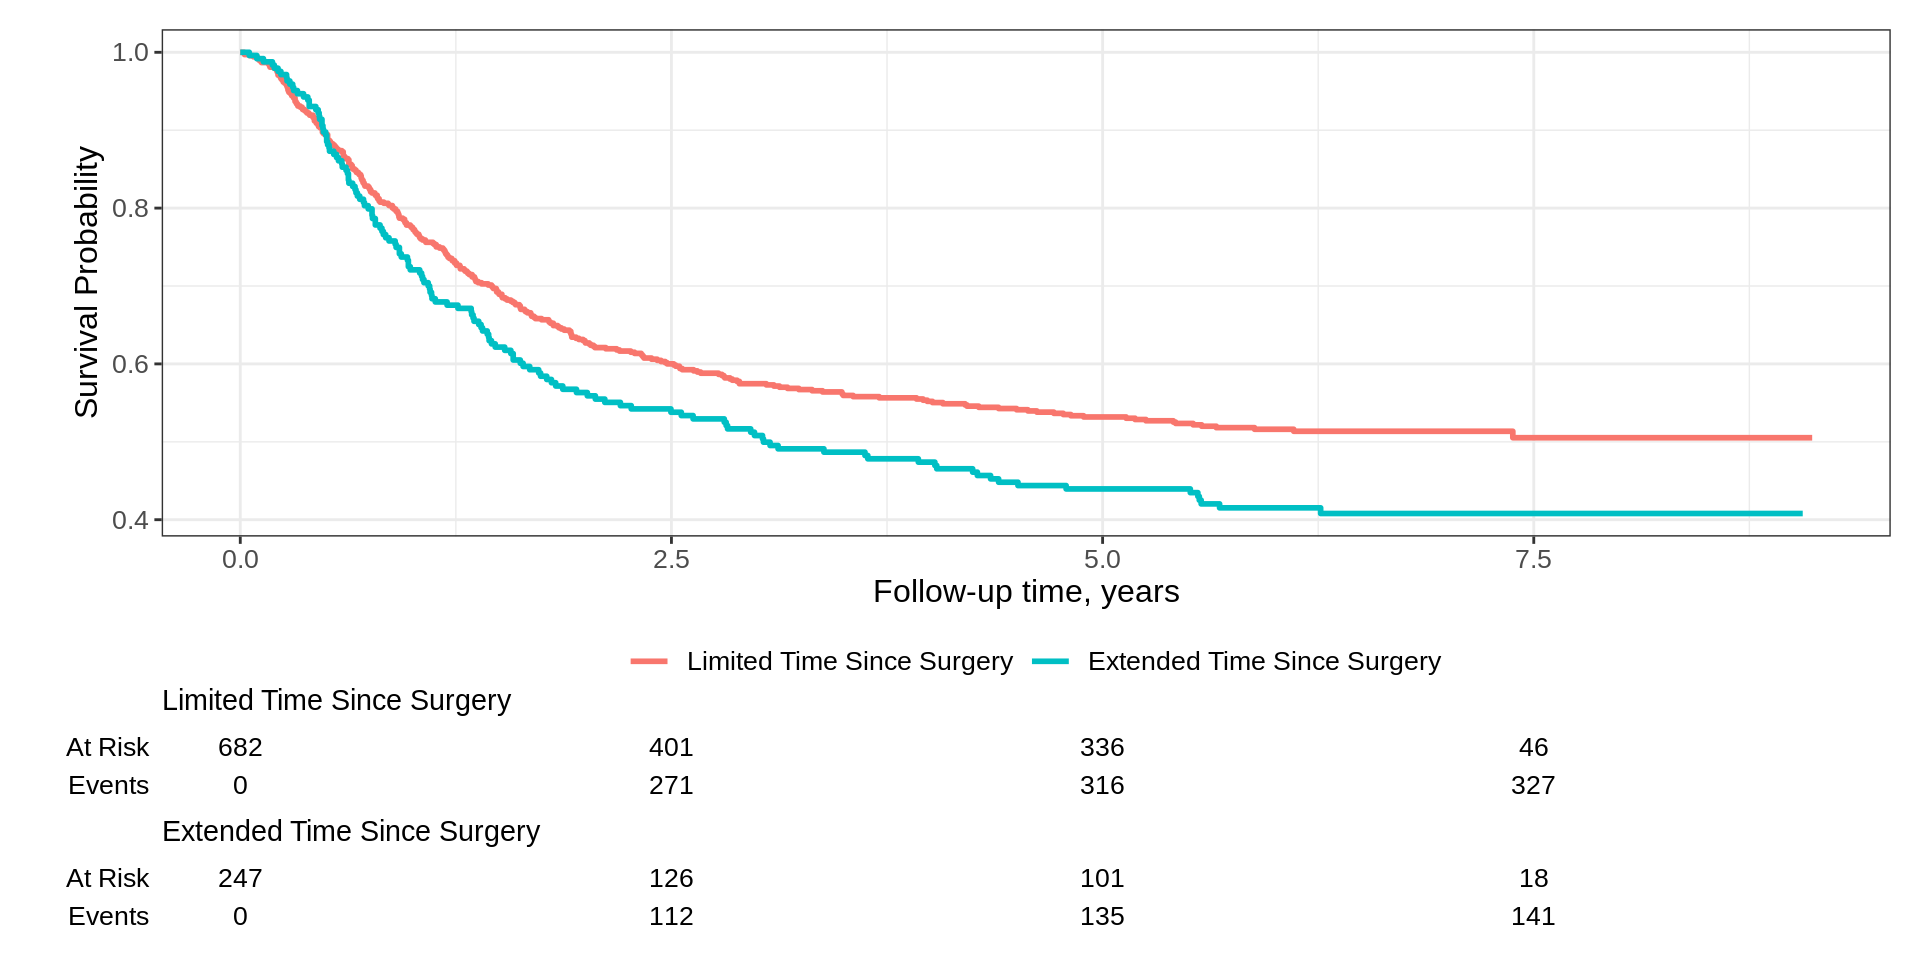 1.0
0.8
0.6
0.4
Survival Probability
0.0 2.5 5.0 7.5
Follow-up time, years
Limited Time Since Surgery Extended Time Since Surgery
Limited Time Since Surgery
At Risk 682 401 336 46
Events 0 271 316 327
Extended Time Since Surgery
At Risk 247 126 101 18
Events 0 112 135 141